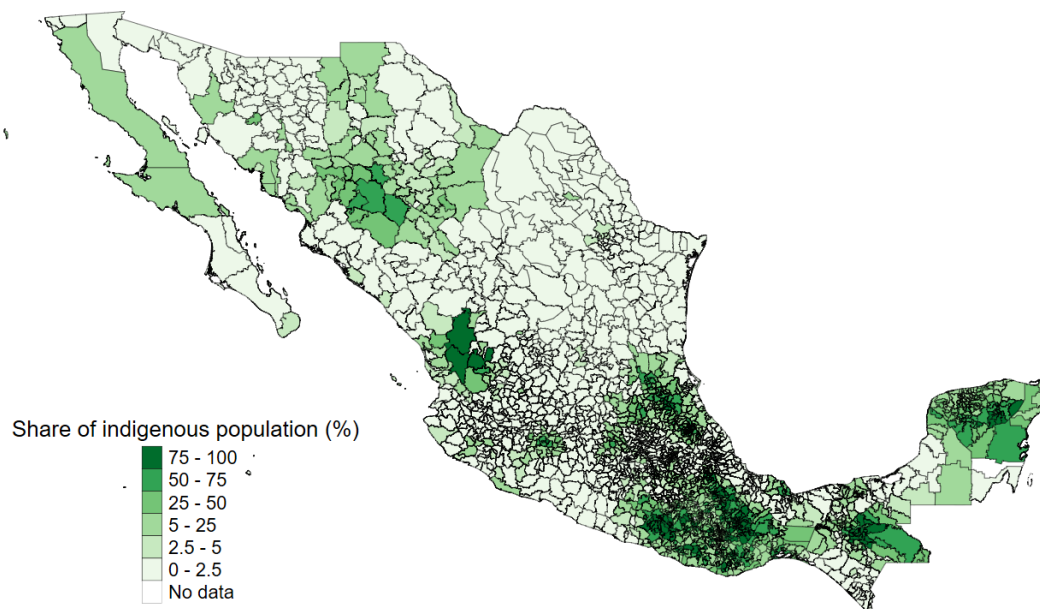 Share of indigenous population (%)
75 - 100
50 - 75
25 - 50
5 - 25
2.5 - 5
0 - 2.5
No data